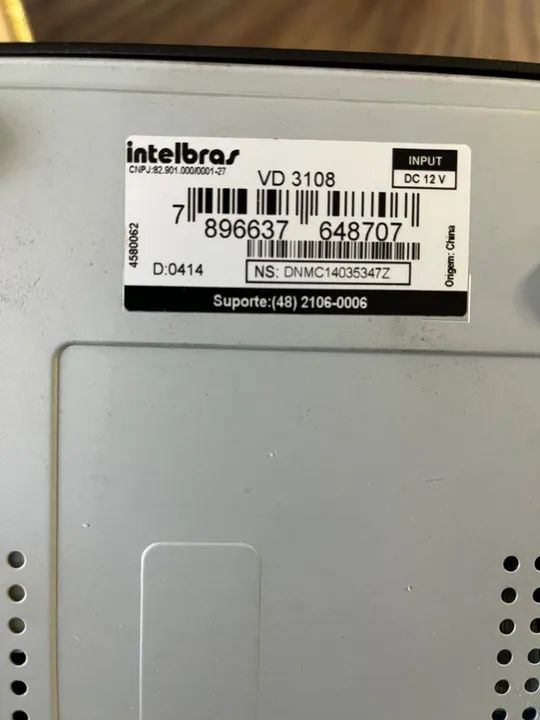 intelbras
CNPJ:82.901.000/0001-27
VD 3108
INPUT
DC 12 V
7 896637 648707
4580062
D:0414
NS: DNMC14035347Z
Origem: China
Suporte:(48) 2106-0006